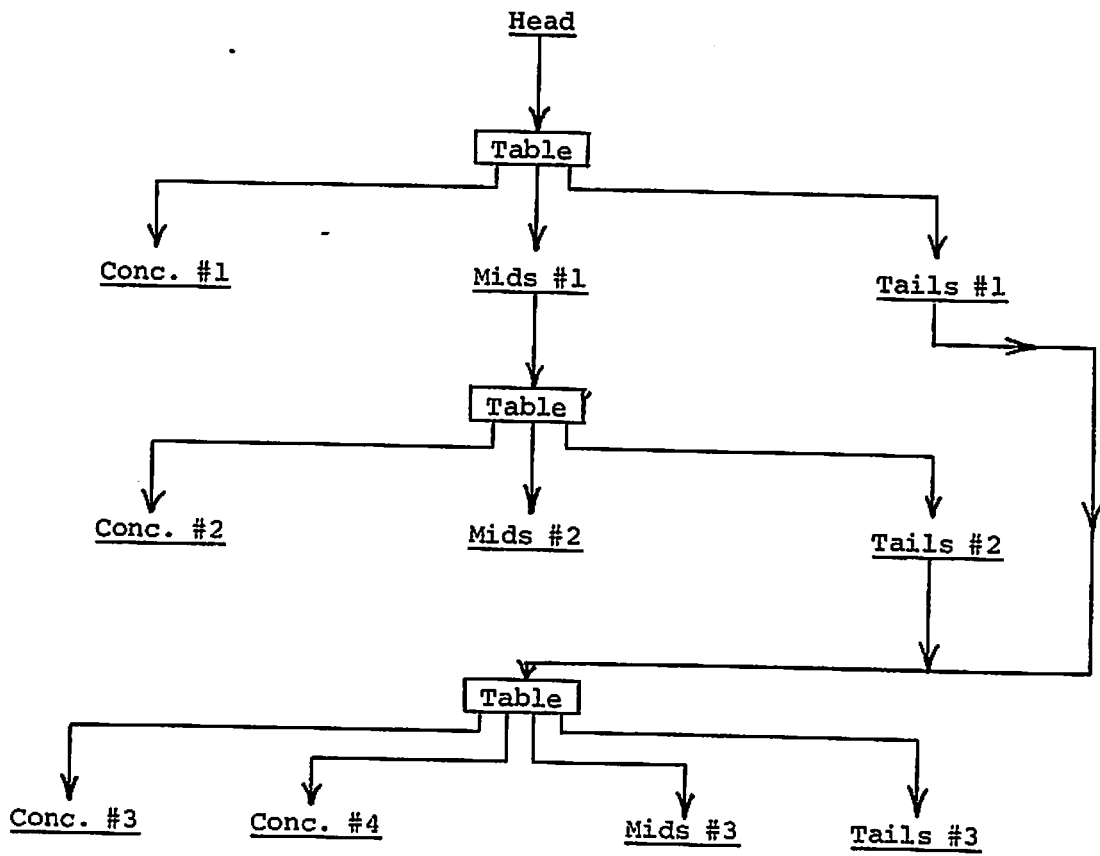 Head
Table
Conc. #1
Mids #1
Tails #1
Table
Conc. #2
Mids #2
Tails #2
Table
Conc. #3
Conc. #4
Mids #3
Tails #3